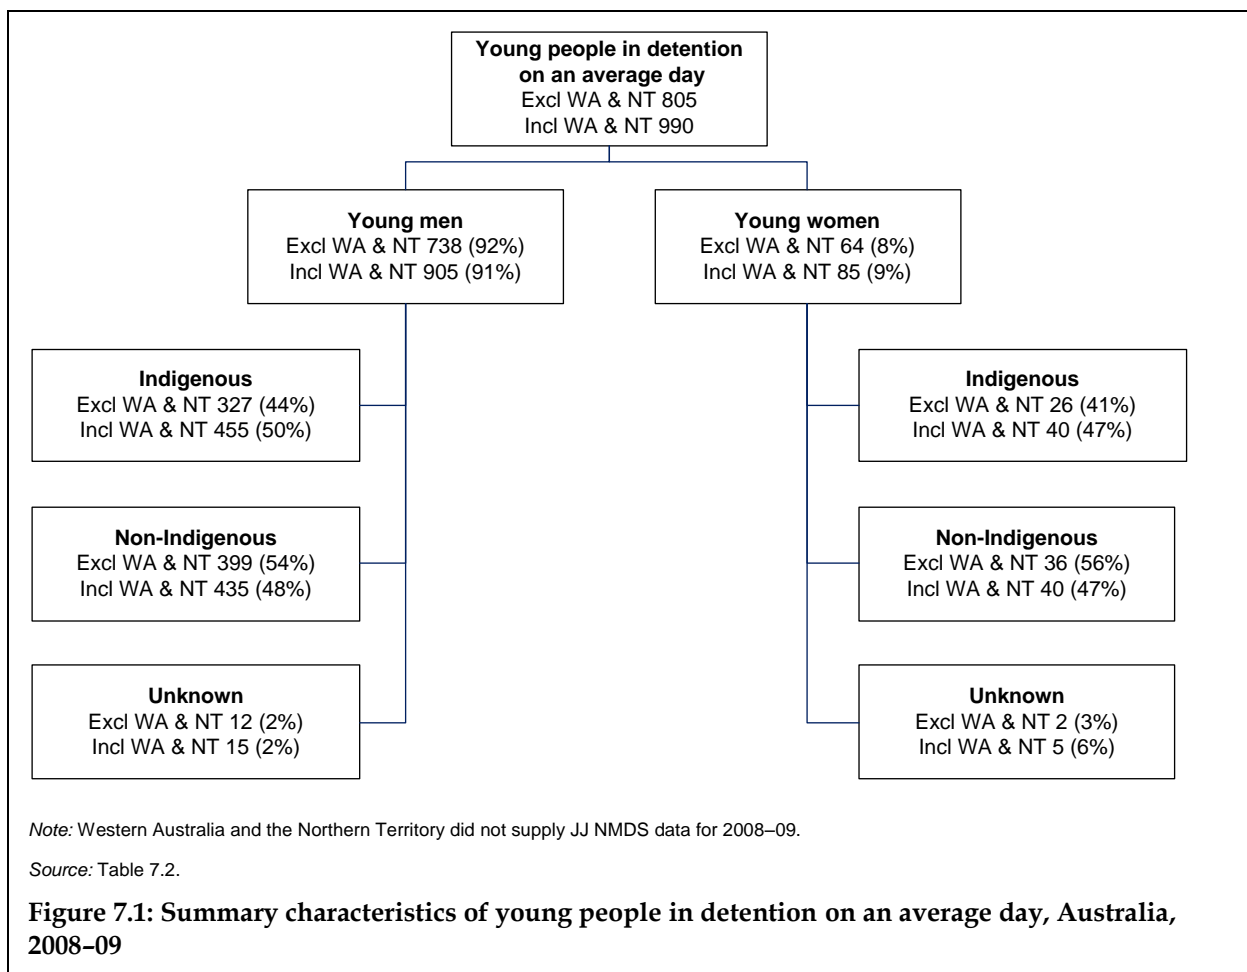 Young people in detention
on an average day
Excl WA & NT 805
Incl WA & NT 990
Young men
Excl WA & NT 738 (92%)
Incl WA & NT 905 (91%)
Young women
Excl WA & NT 64 (8%)
Incl WA & NT 85 (9%)
Indigenous
Excl WA & NT 327 (44%)
Incl WA & NT 455 (50%)
Indigenous
Excl WA & NT 26 (41%)
Incl WA & NT 40 (47%)
Non-Indigenous
Excl WA & NT 399 (54%)
Incl WA & NT 435 (48%)
Non-Indigenous
Excl WA & NT 36 (56%)
Incl WA & NT 40 (47%)
Unknown
Excl WA & NT 12 (2%)
Incl WA & NT 15 (2%)
Unknown
Excl WA & NT 2 (3%)
Incl WA & NT 5 (6%)
Note: Western Australia and the Northern Territory did not supply JJ NMDS data for 2008–09.
Source: Table 7.2.
Figure 7.1: Summary characteristics of young people in detention on an average day, Australia,
2008–09